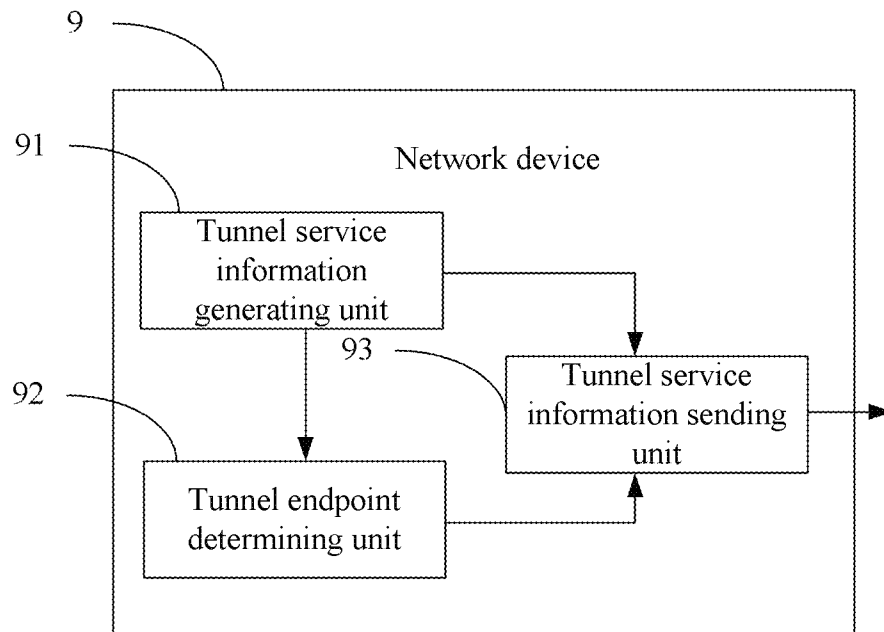 9
Network device
91
Tunnel service
information
generating unit
93
Tunnel service
information sending
unit
92
Tunnel endpoint
determining unit